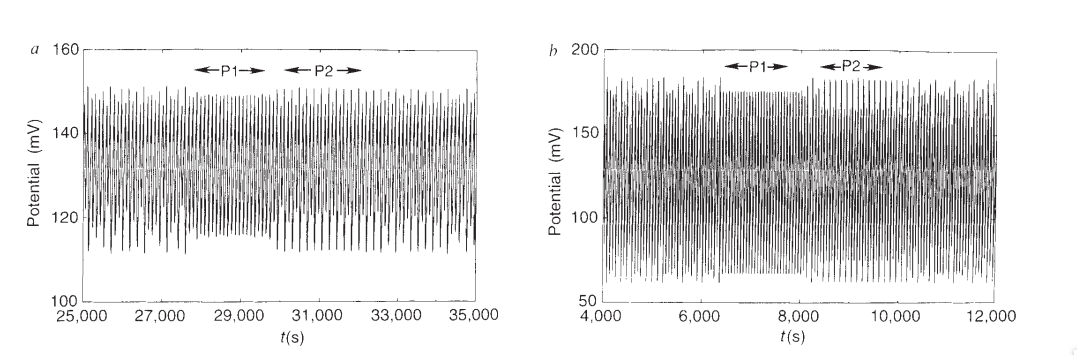 a
160
140
120
100
Potential (mV)
P1
P2
25,000 27,000 29,000 31,000 33,000 35,000
t(s)
b
200
150
100
50
Potential (mV)
P1
P2
4,000 6,000 8,000 10,000 12,000
t(s)